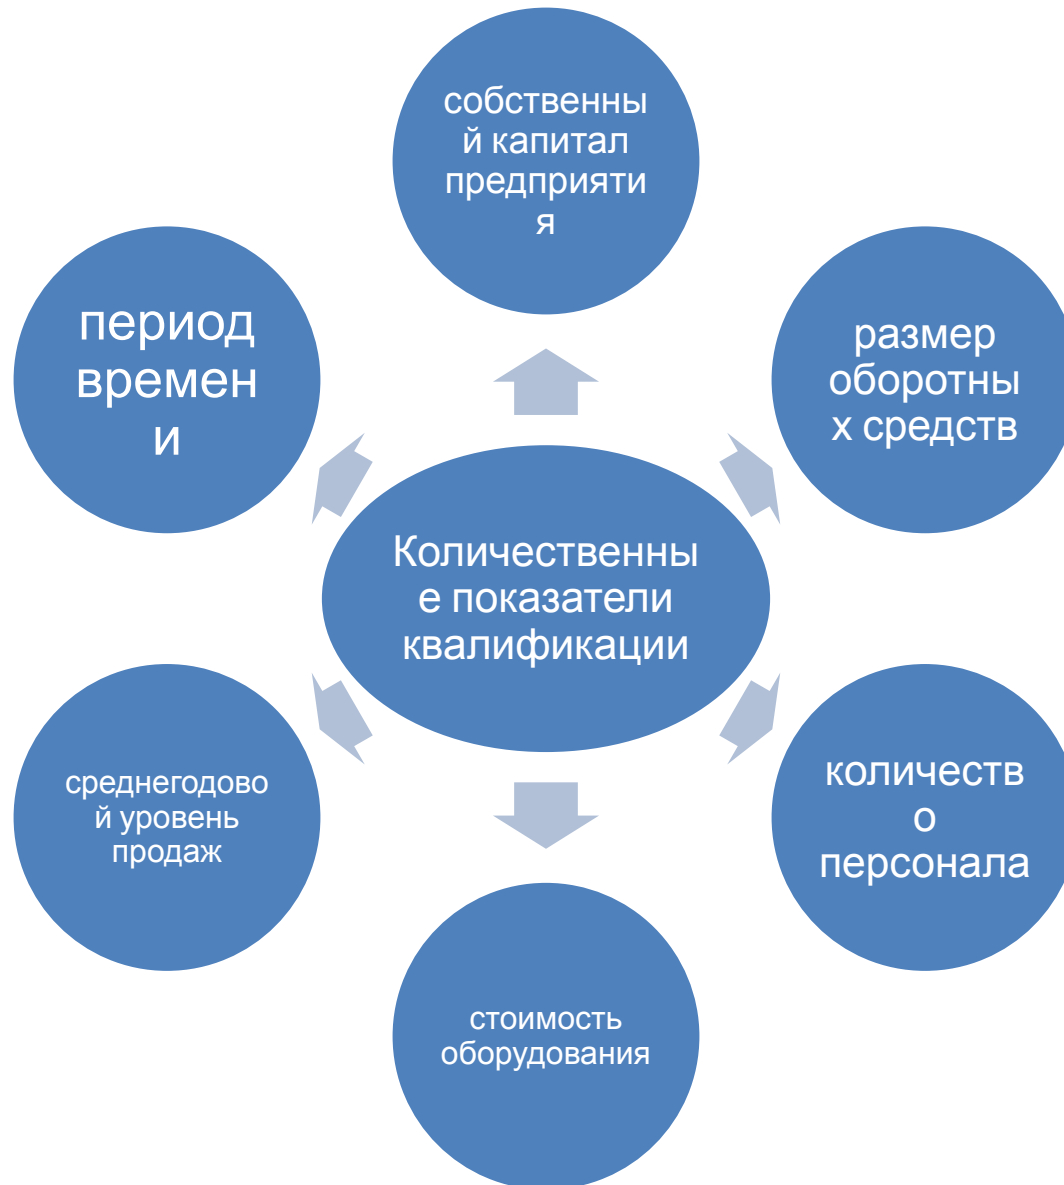 собственны
й капитал
предприяти
я
размер
оборотны
х средств
количеств
о
персонала
стоимость
оборудования
среднегодово
й уровень
продаж
период
времен
и
Количественны
е показатели
квалификации